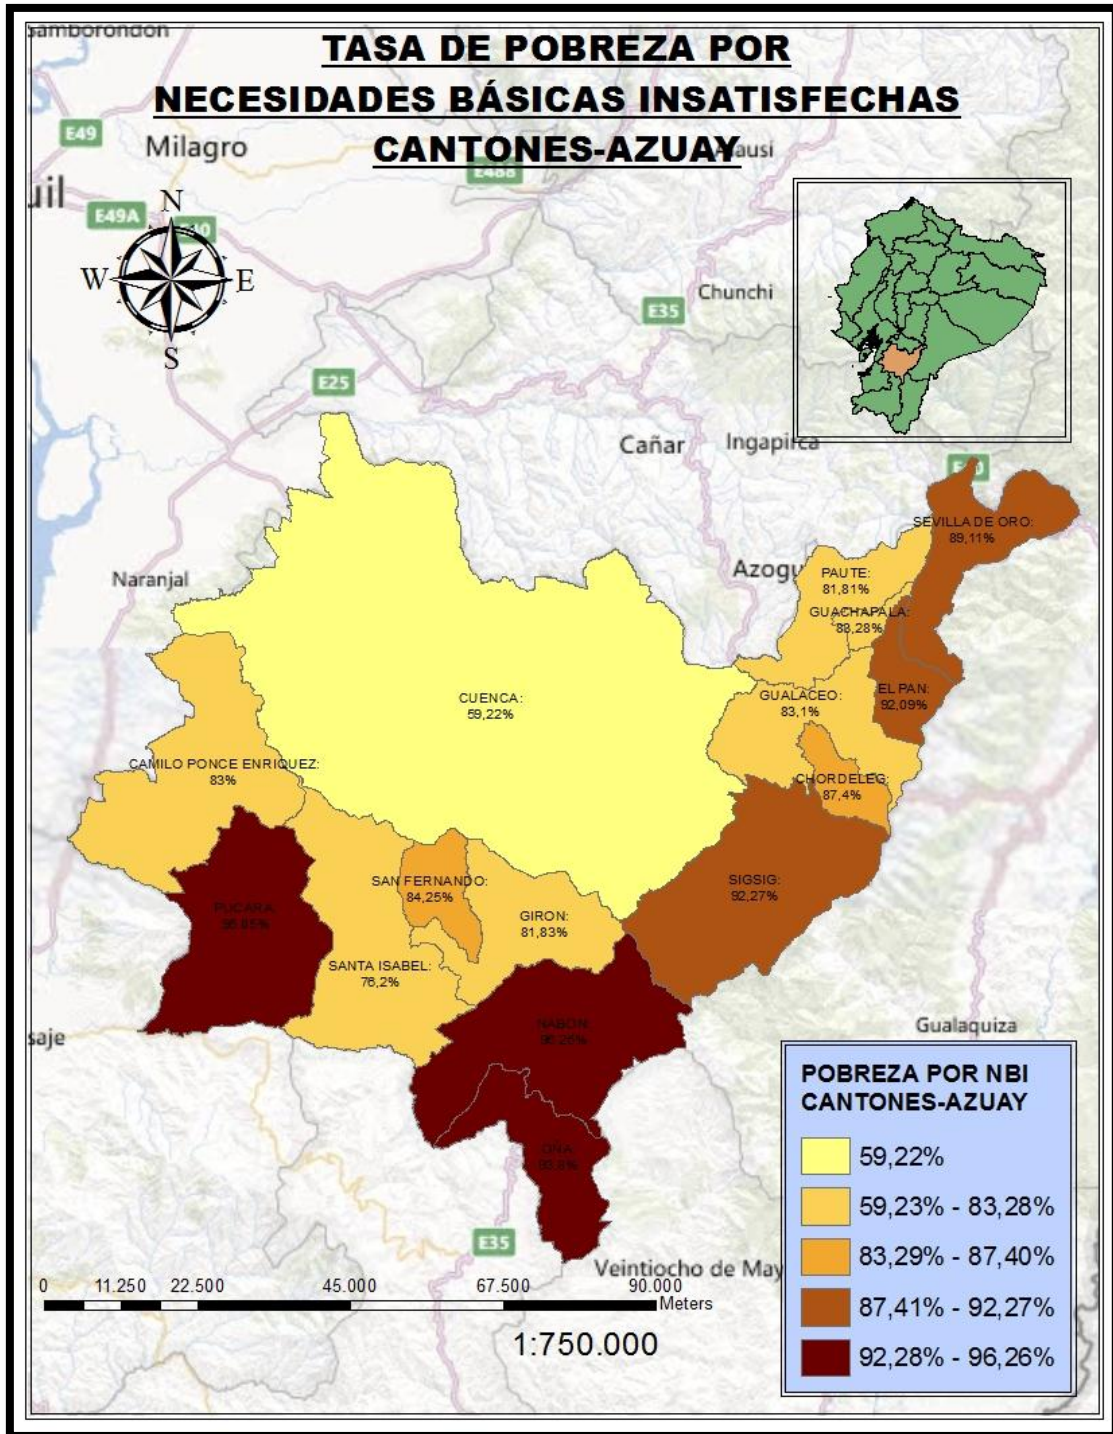 TASA DE POBREZA POR
NECESIDADES BÁSICAS INSATISFECHAS
CANTONES-AZUAY
Milagro
E49
E49A
E488
N
W
E
S
Chunchi
E35
E25
Cañar
Ingapirca
Naranjal
SEVILLA DE ORO:
89,11%
PAUTE:
81,81%
GUACHAPALA:
83,28%
CUENCA:
59,22%
GUALACEO:
83,1%
EL PAN:
92,09%
CAMILO PONCE ENRIQUEZ:
83%
CHORDELEG:
87,4%
SAN FERNANDO:
84,25%
SIGSIG:
92,27%
PUCARA:
GIRON:
81,83%
SANTA ISABEL:
76,2%
NABON:
96,26%
OÑA:
Gualaquiza
saje
E35
Veintiocho de May
POBREZA POR NBI
CANTONES-AZUAY
59,22%
59,23% - 83,28%
83,29% - 87,40%
87,41% - 92,27%
92,28% - 96,26%
0 11.250 22.500 45.000 67.500 90.000
Meters
1:750.000